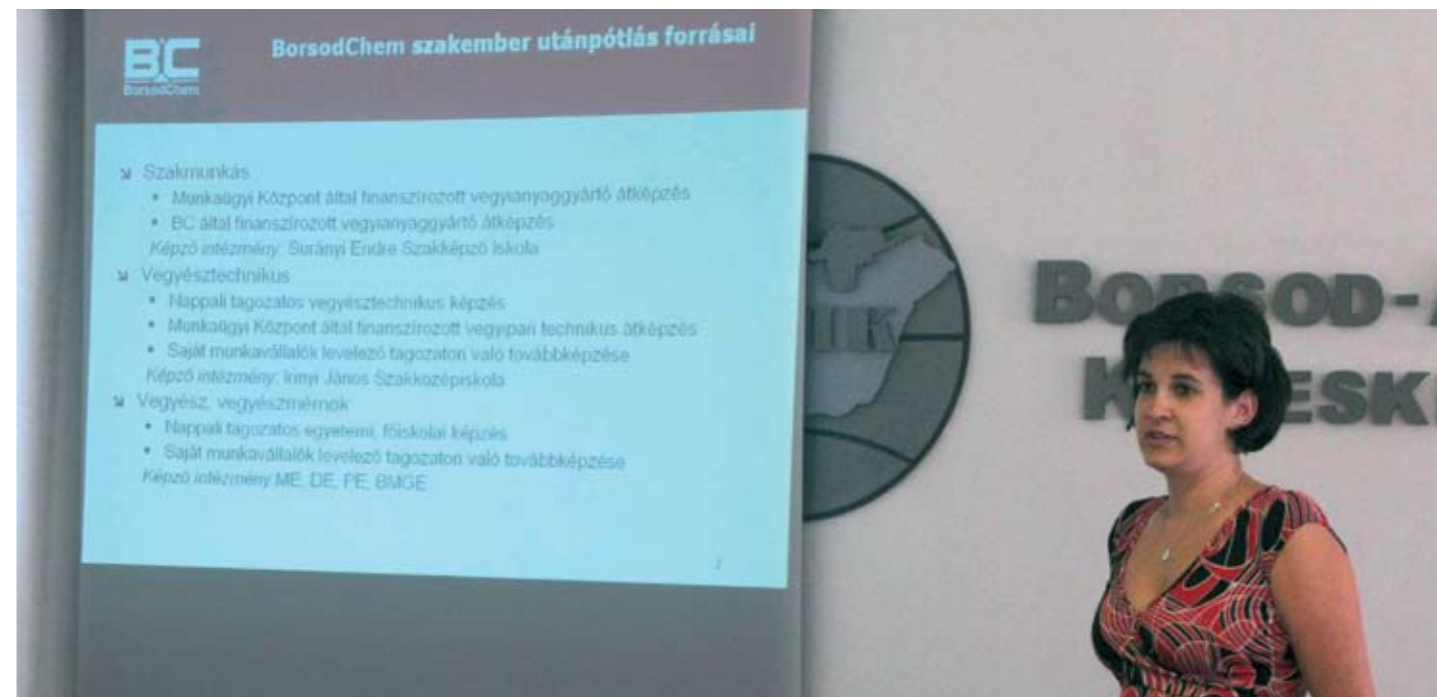 BC
BorsodChem
BorsodChem szakember utánpótlás forrásai
Szakmunkás
Munkaügyi Központ által finanszírozott vegyianyaggyártó átképzés
BC által finanszírozott vegyianyaggyártó átképzés
Képző intézmény: Surányi Endre Szakképző Iskola
Vegyésztechnikus
Nappali tagozatos vegyésztechnikus képzés
Munkaügyi Központ által finanszírozott vegyipari technikus átképzés
Saját munkavállalók levelező tagozaton való továbbképzése
Képző intézmény: Irinyi János Szakközépiskola
Vegyész, vegyészmérnök
Nappali tagozatos egyetemi, főiskolai képzés
Saját munkavállalók levelező tagozaton való továbbképzése
Képző intézmény ME, DE, PE, BMGE
2
IK
BORSOD-
K ESK